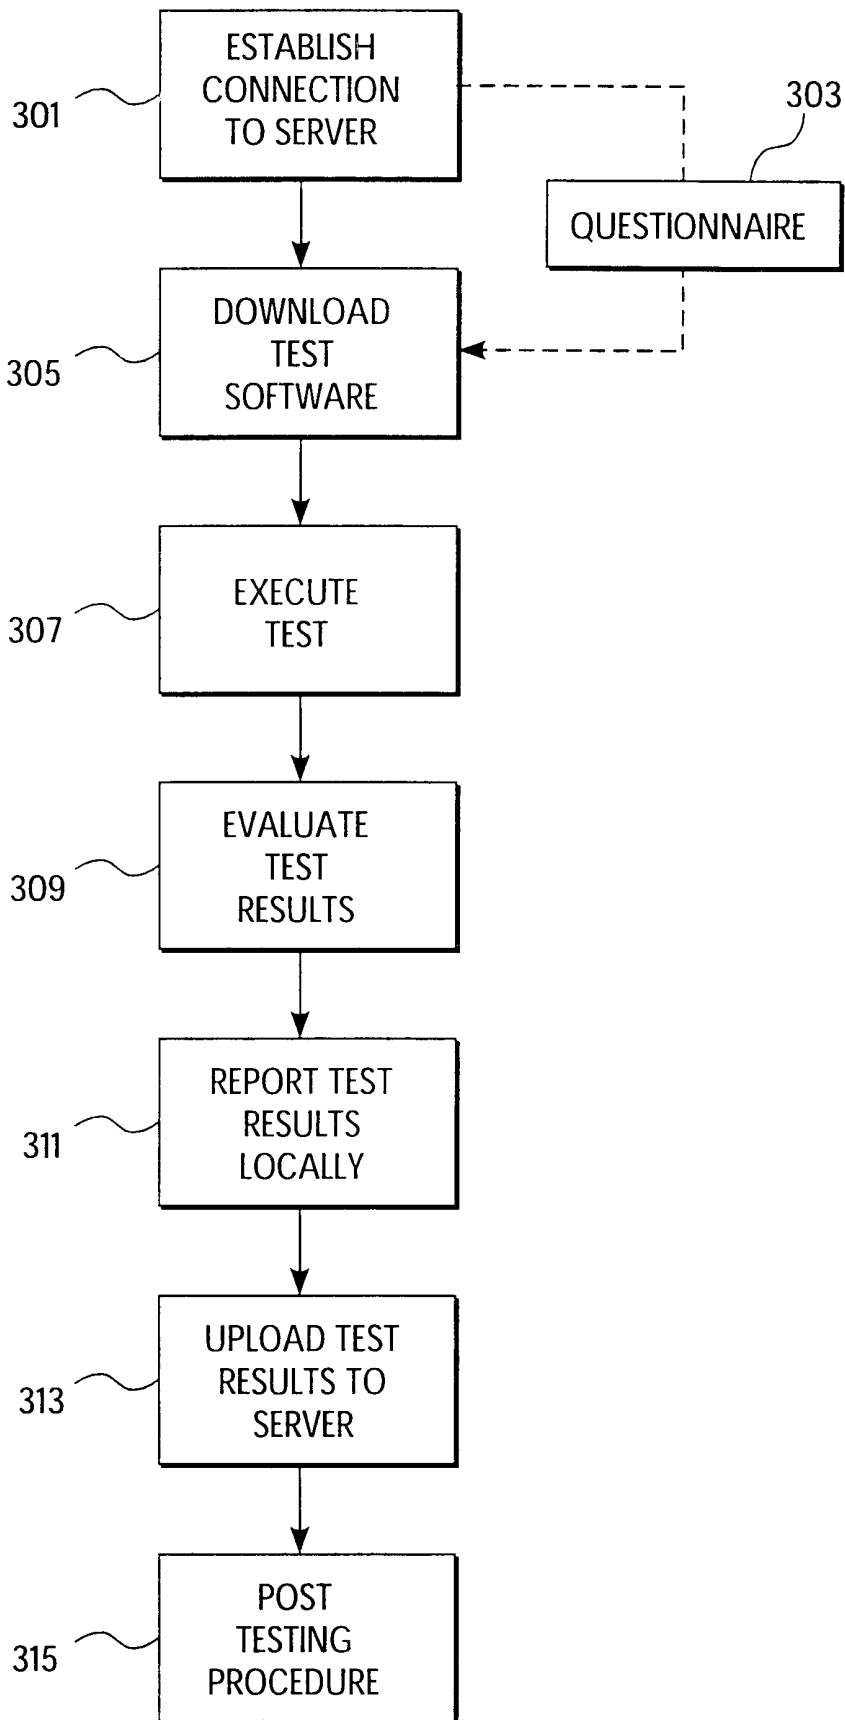 ESTABLISH
CONNECTION
TO SERVER
301
303
QUESTIONNAIRE
DOWNLOAD
TEST
SOFTWARE
305
EXECUTE
TEST
307
EVALUATE
TEST
RESULTS
309
REPORT TEST
RESULTS
LOCALLY
311
UPLOAD TEST
RESULTS TO
SERVER
313
POST
TESTING
PROCEDURE
315